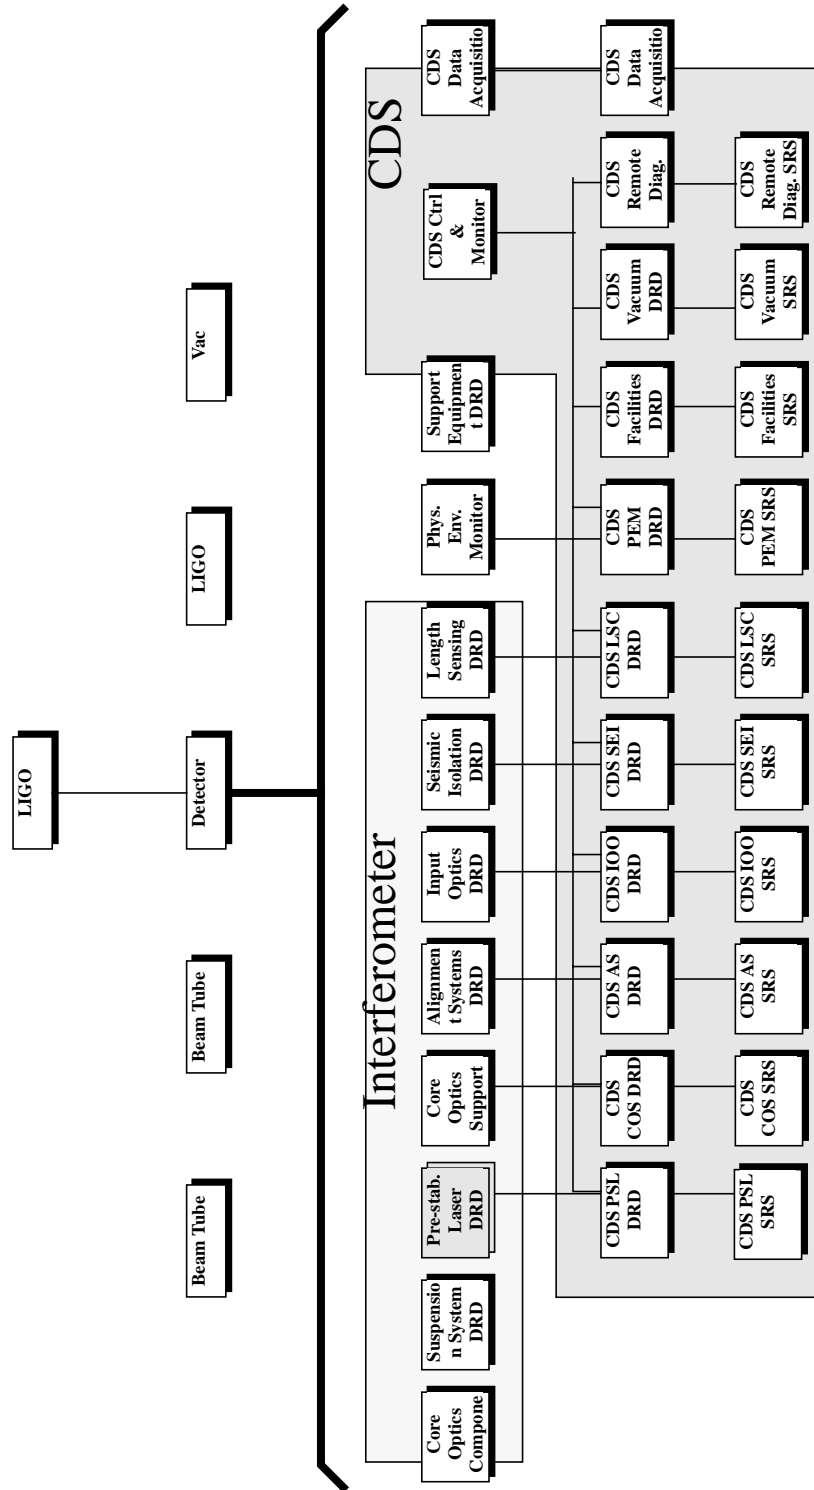 LIGO
Beam Tube
Beam Tube
Detector
LIGO
Vac
Interferometer
CDS
Core
Optics
Compone
Suspensio
n System
DRD
Pre-stab.
Laser
DRD
Core
Optics
Support
Alignmen
t Systems
DRD
Input
Optics
DRD
Seismic
Isolation
DRD
Length
Sensing
DRD
Phys.
Env.
Monitor
Support
Equipmen
t DRD
CDS Ctrl
&
Monitor
CDS
Data
Acquisitio
CDS PSL
DRD
CDS
COS DRD
CDS AS
DRD
CDS IOO
DRD
CDS SEI
DRD
CDS LSC
DRD
CDS
PEM
DRD
CDS
Facilities
DRD
CDS
Vacuum
DRD
CDS
Remote
Diag.
CDS
Data
Acquisitio
CDS PSL
SRS
CDS
COS SRS
CDS AS
SRS
CDS IOO
SRS
CDS SEI
SRS
CDS LSC
SRS
CDS
PEM SRS
CDS
Facilities
SRS
CDS
Vacuum
SRS
CDS
Remote
Diag. SRS